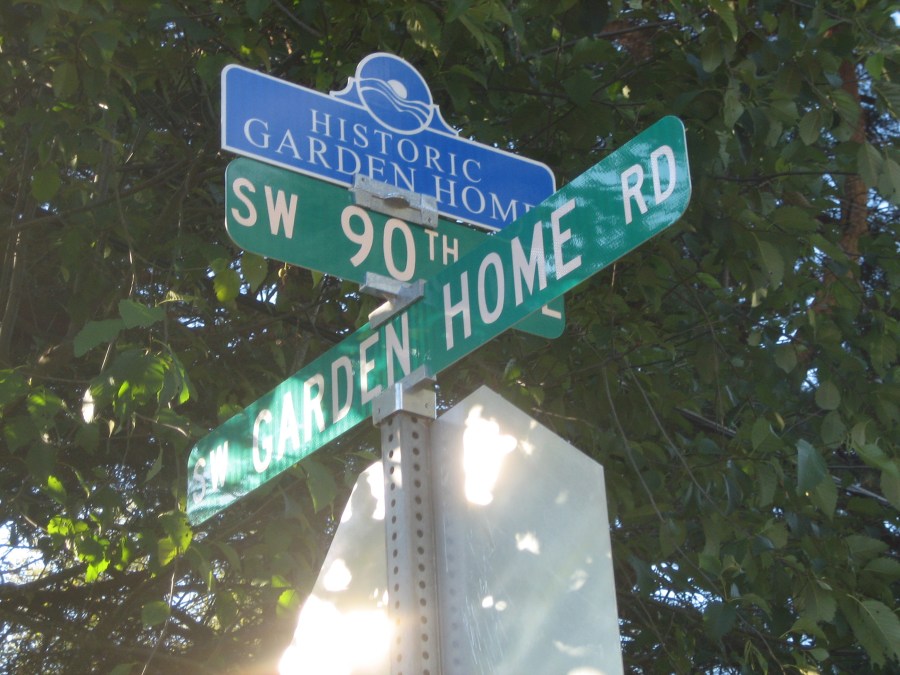 HISTORIC
GARDEN HOME
SW 90TH
SW GARDEN HOME RD